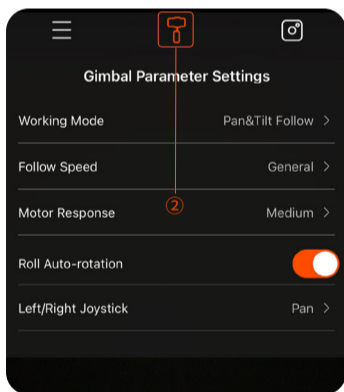 Gimbal Parameter Settings
Working Mode Pan&Tilt Follow >
Follow Speed General >
Motor Response ② Medium >
Roll Auto-rotation
Left/Right Joystick Pan >